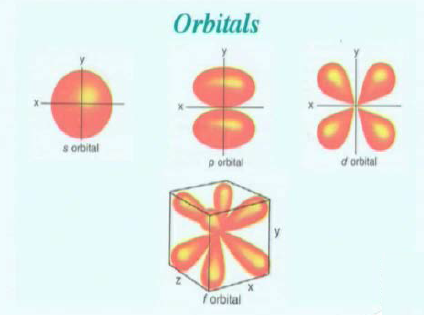 Orbitals
y
x
s orbital
y
x
p orbital
y
x
d orbital
y
z
x
f orbital